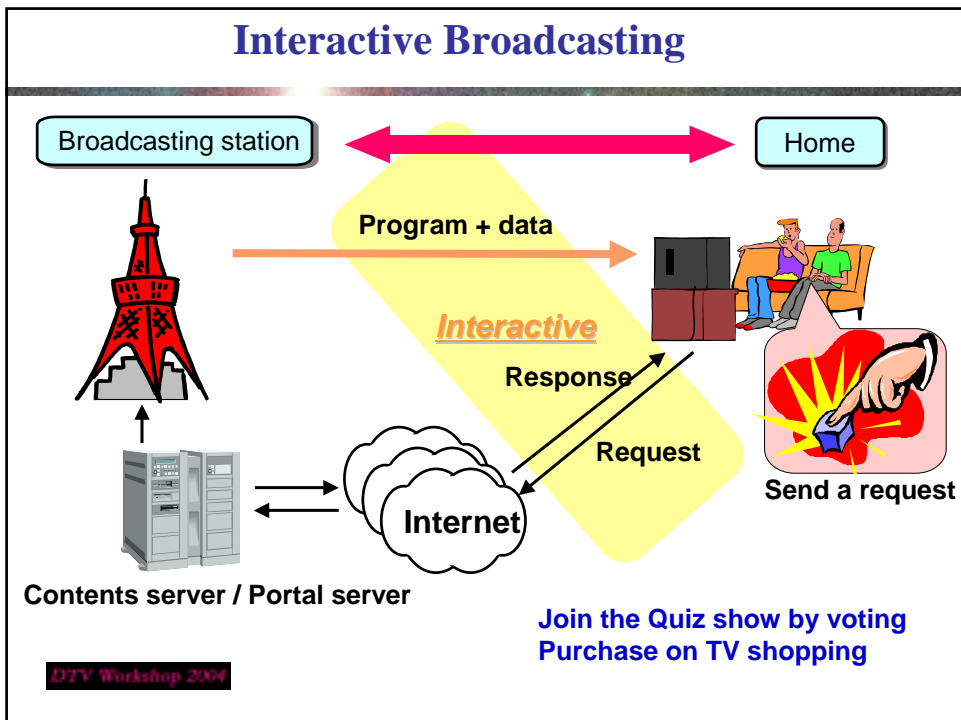 Interactive Broadcasting
Broadcasting station
Home
Program + data
Interactive
Response
Request
Send a request
Internet
Contents server / Portal server
Join the Quiz show by voting
Purchase on TV shopping
DTV Workshop 2004